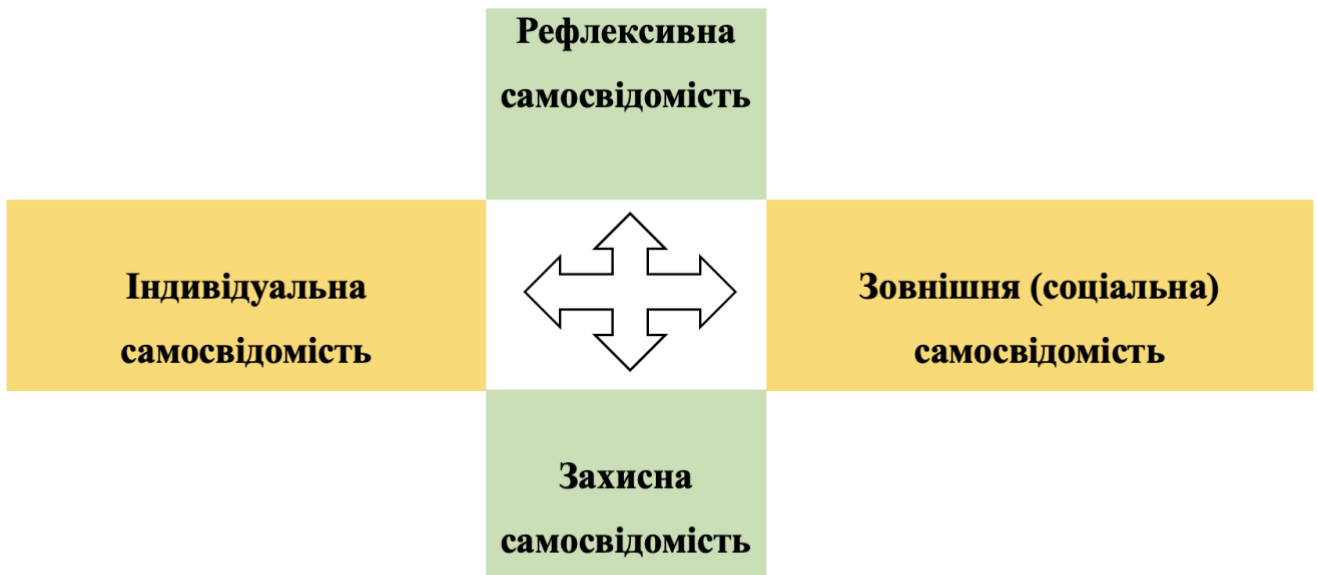 Рефлексивна
самосвідомість
Індивідуальна
самосвідомість
Зовнішня (соціальна)
самосвідомість
Захисна
самосвідомість